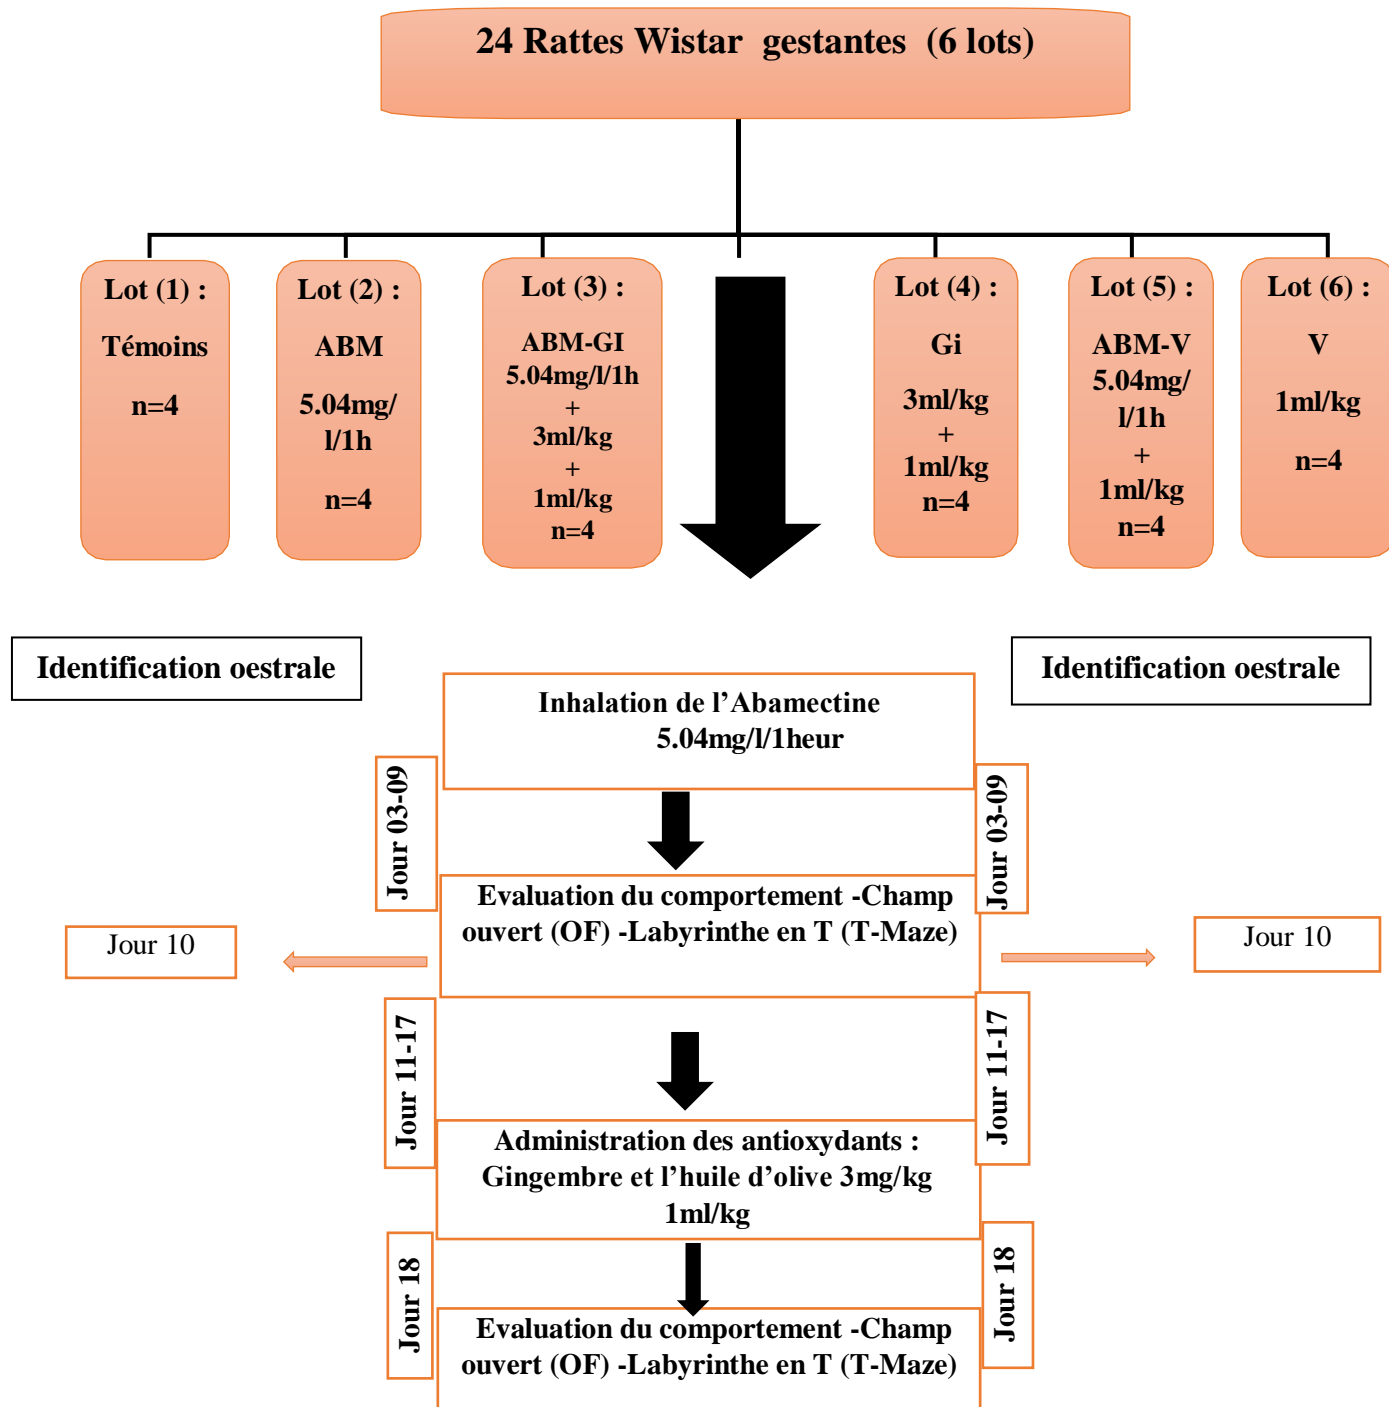 24 Rattes Wistar gestantes (6 lots)
Lot (1) :
Témoins
n=4
Lot (2) :
ABM
5.04mg/
l/1h
n=4
Lot (3) :
ABM-GI
5.04mg/l/1h
+
3ml/kg
+
1ml/kg
n=4
Lot (4) :
Gi
3ml/kg
+
1ml/kg
n=4
Lot (5) :
ABM-V
5.04mg/
l/1h
+
1ml/kg
n=4
Lot (6) :
V
1ml/kg
n=4
Identification oestrale
Identification oestrale
Inhalation de l’Abamectine
5.04mg/l/1heur
Jour 03-09
Jour 03-09
Evaluation du comportement -Champ
ouvert (OF) -Labyrinthe en T (T-Maze)
Jour 10
Jour 10
Jour 11-17
Jour 11-17
Administration des antioxydants :
Gingembre et l’huile d’olive 3mg/kg
1ml/kg
Jour 18
Jour 18
Evaluation du comportement -Champ
ouvert (OF) -Labyrinthe en T (T-Maze)